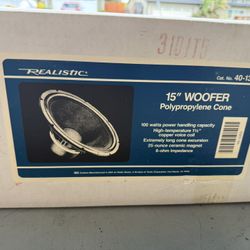 310115
REALISTIC
Cat. No. 40-13
15" WOOFER
Polypropylene Cone
100 watts power handling capacity
High-temperature 1½"
copper voice coil
Extremely long cone excursion
25-ounce ceramic magnet
8-ohm impedance